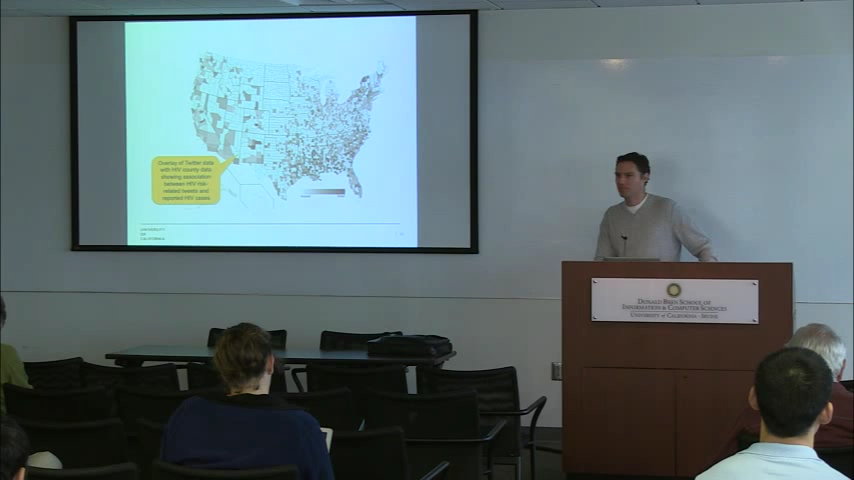 Overlay of Twitter data
with HIV county data,
showing association
between HIV risk-
related tweets and
reported HIV cases
UNIVERSITY
OF
CALIFORNIA
DONALD BREN SCHOOL OF
INFORMATION & COMPUTER SCIENCES
UNIVERSITY OF CALIFORNIA - IRVINE